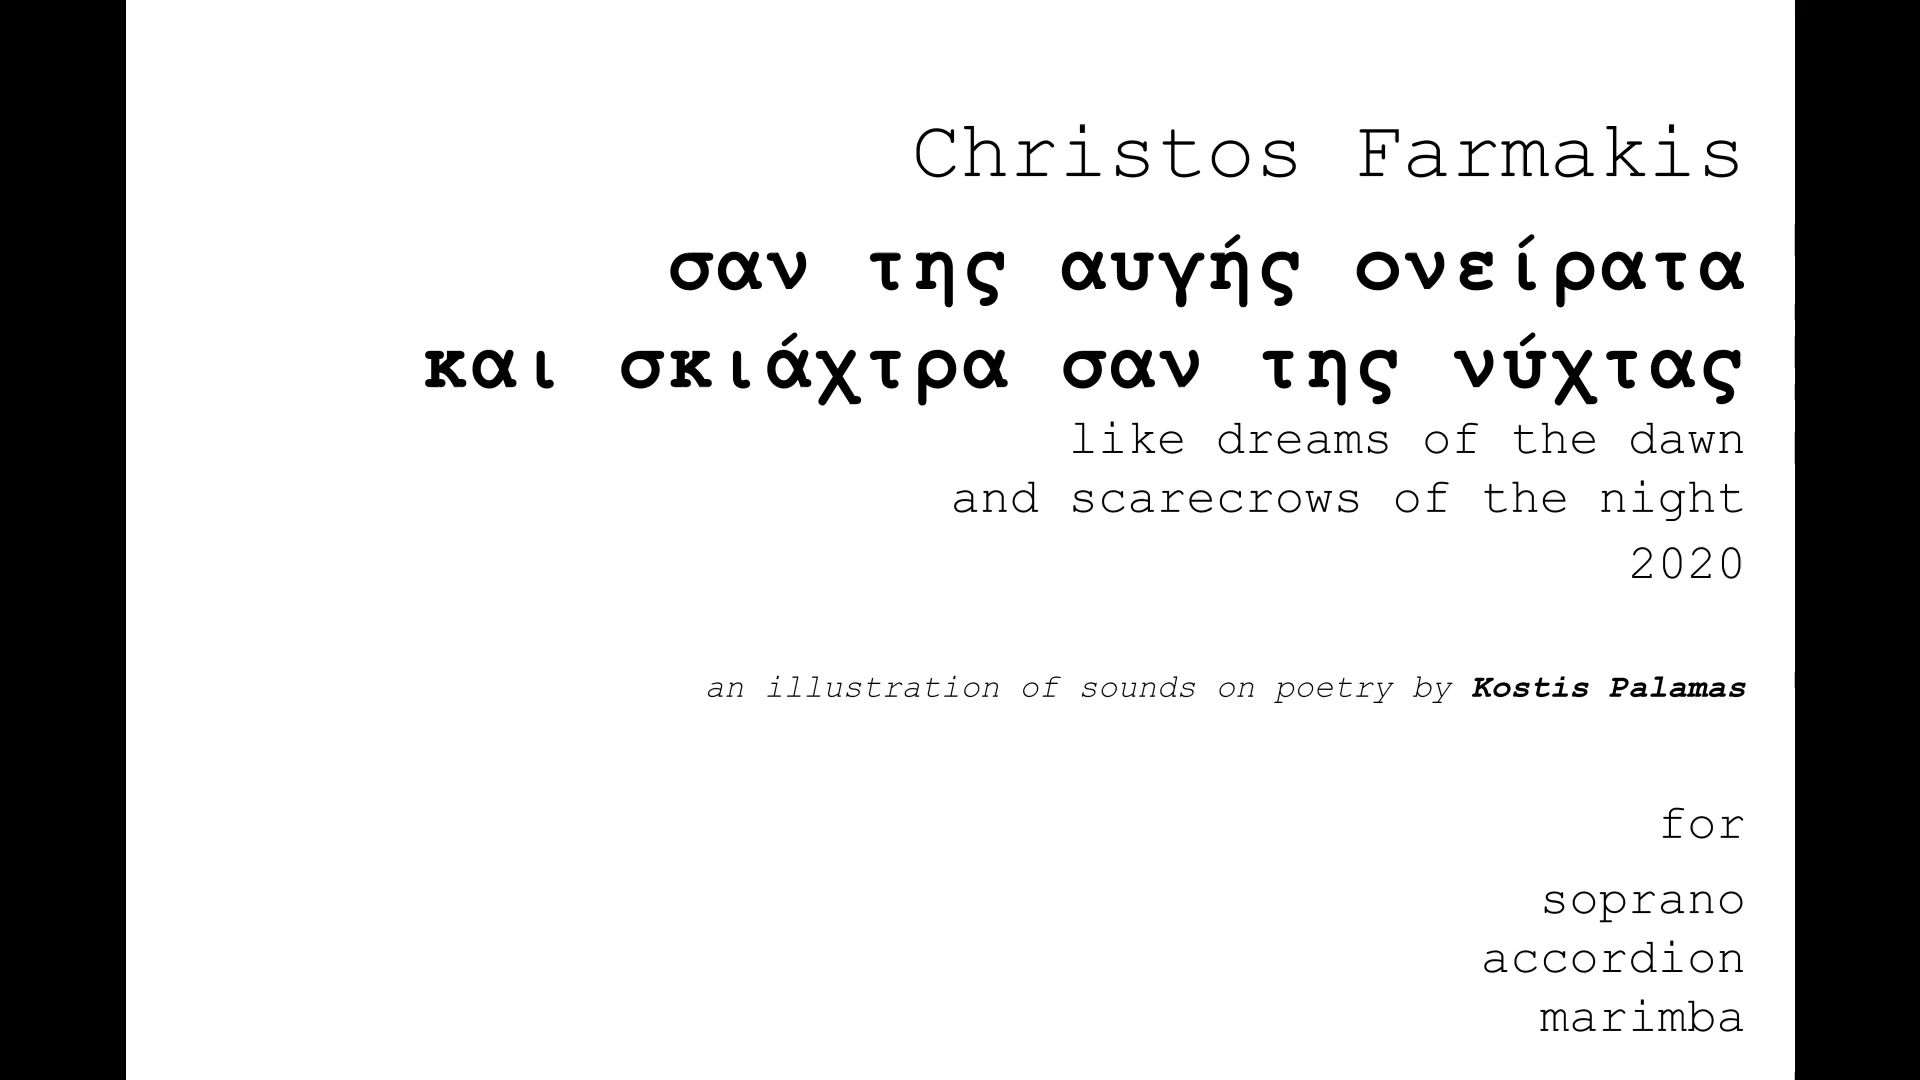 Christos Farmakis
σαν της αυγής ονείρατα
και σκιάχτρα σαν της νύχτας
like dreams of the dawn
and scarecrows of the night
2020
an illustration of sounds on poetry by Kostis Palamas
for
soprano
accordion
marimba